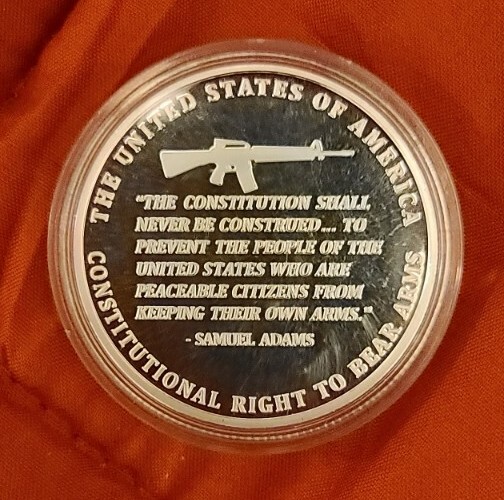 THE UNITED STATES OF AMERICA
"THE CONSTITUTION SHALL
NEVER BE CONSTRUED... TO
PREVENT THE PEOPLE OF THE
UNITED STATES WHO ARE
PEACEABLE CITIZENS FROM
KEEPING THEIR OWN ARMS."
- SAMUEL ADAMS
CONSTITUTIONAL RIGHT TO BEAR ARMS